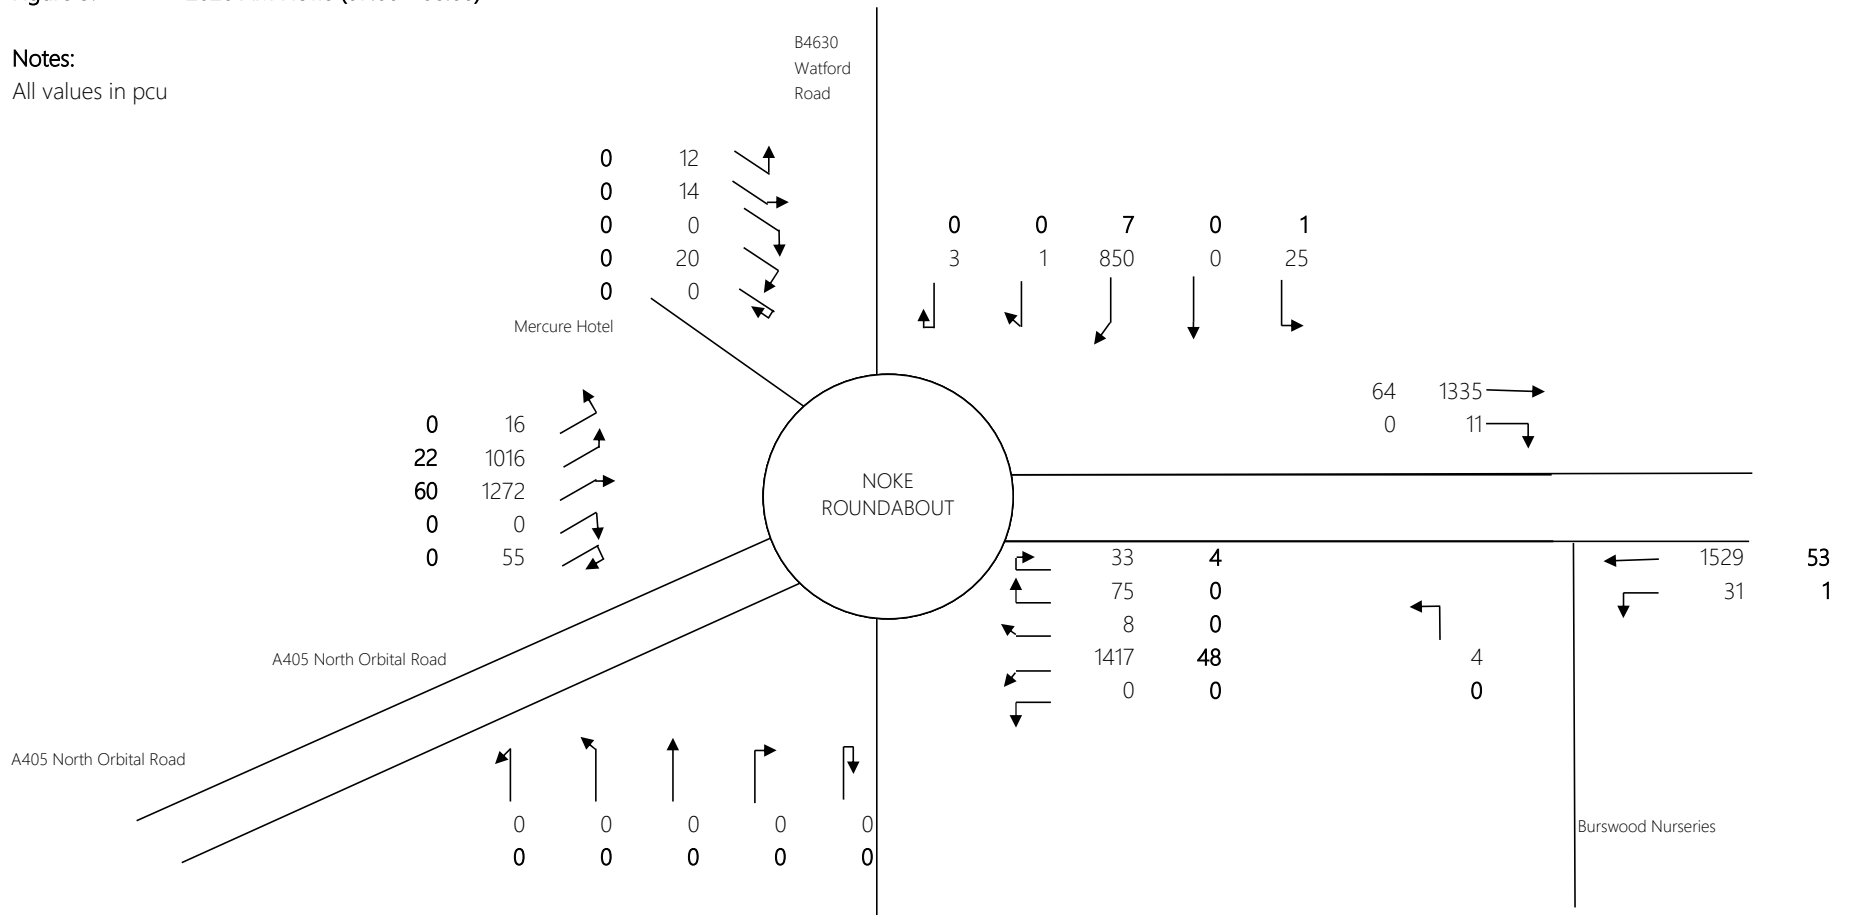 Notes:
All values in pcu
B4630
Watford
Road
0 12
0 14
0 0
0 20
0 0
Mercure Hotel
0 0 7 0 1
3 1 850 0 25
64 1335
0 11
0 16
22 1016
60 1272
0 0
0 55
NOKE
ROUNDABOUT
33 4
75 0
8 0
1417 48
0 0
1529 53
31 1
4
0
A405 North Orbital Road
A405 North Orbital Road
0 0 0 0 0
0 0 0 0 0
Burswood Nurseries